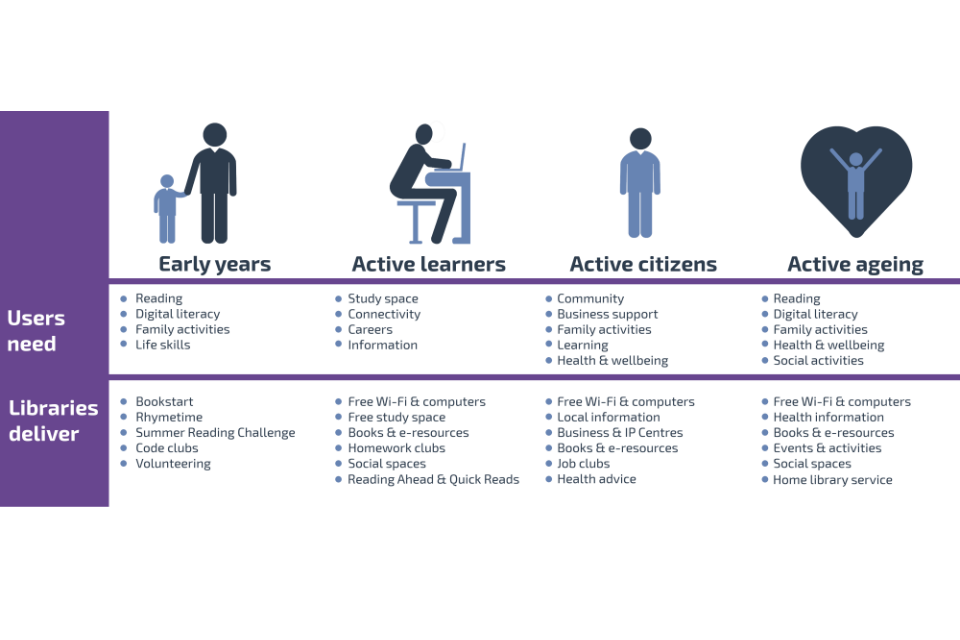 Early years
Active learners
Active citizens
Active ageing
Users
need
Reading
Digital literacy
Family activities
Life skills
Study space
Connectivity
Careers
Information
Community
Business support
Family activities
Learning
Health & wellbeing
Reading
Digital literacy
Family activities
Health & wellbeing
Social activities
Libraries
deliver
Bookstart
Rhymetime
Summer Reading Challenge
Code clubs
Volunteering
Free Wi-Fi & computers
Free study space
Books & e-resources
Homework clubs
Social spaces
Reading Ahead & Quick Reads
Free Wi-Fi & computers
Local information
Business & IP Centres
Books & e-resources
Job clubs
Health advice
Free Wi-Fi & computers
Health information
Books & e-resources
Events & activities
Social spaces
Home library service